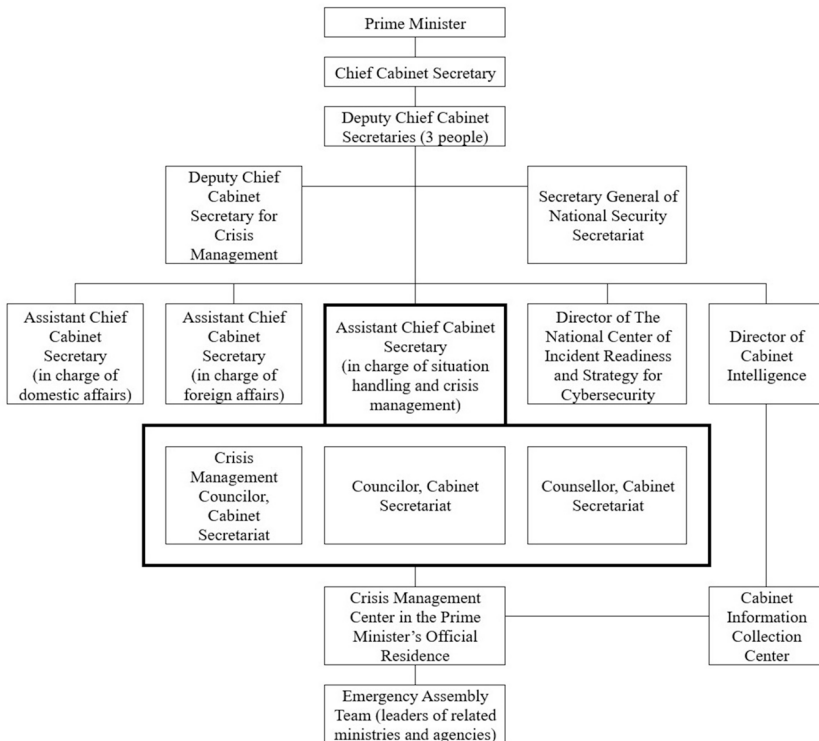 Prime Minister
Chief Cabinet Secretary
Deputy Chief Cabinet
Secretaries (3 people)
Deputy Chief
Cabinet
Secretary for
Crisis
Management
Secretary General of
National Security
Secretariat
Assistant Chief
Cabinet
Secretary
(in charge of
domestic affairs)
Assistant Chief
Cabinet
Secretary
(in charge of
foreign affairs)
Assistant Chief Cabinet
Secretary
(in charge of situation
handling and crisis
management)
Director of The
National Center of
Incident Readiness
and Strategy for
Cybersecurity
Director of
Cabinet
Intelligence
Crisis
Management
Councilor,
Cabinet
Secretariat
Councilor, Cabinet
Secretariat
Counsellor, Cabinet
Secretariat
Crisis Management
Center in the Prime
Minister’s Official
Residence
Cabinet
Information
Collection
Center
Emergency Assembly
Team (leaders of related
ministries and agencies)